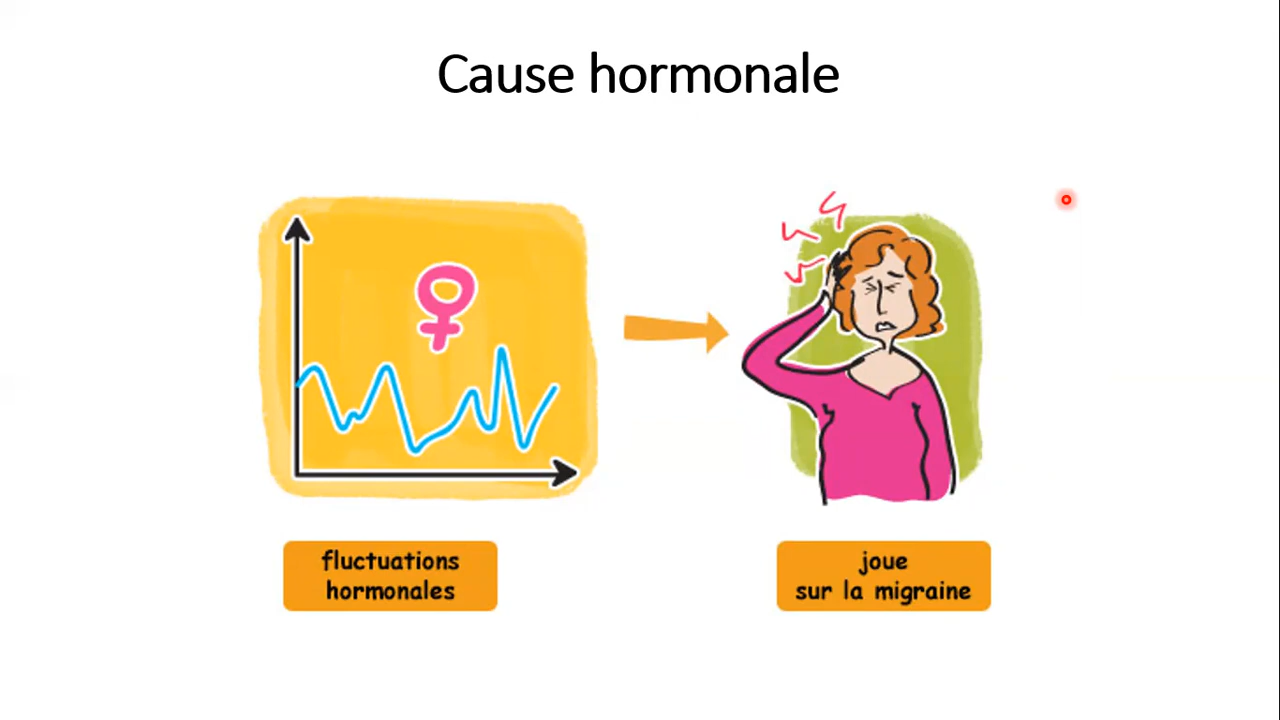 Cause hormonale
fluctuations
hormonales
joue
sur la migraine